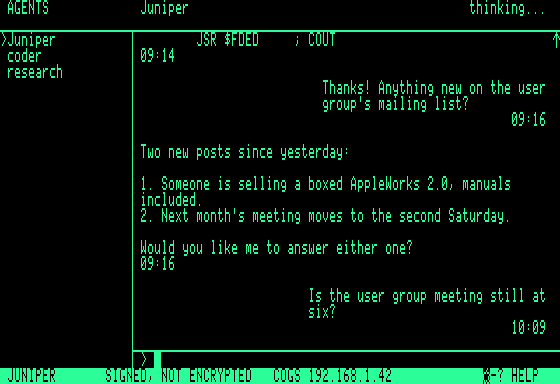 AGENTS Juniper thinking...
>Juniper
coder
research
JSR $FDED ; COUT
09:14
Thanks! Anything new on the user
group's mailing list?
09:16
Two new posts since yesterday:
1. Someone is selling a boxed AppleWorks 2.0, manuals
included.
2. Next month's meeting moves to the second Saturday.
Would you like me to answer either one?
09:16
Is the user group meeting still at
six?
10:09
>
JUNIPER SIGNED, NOT ENCRYPTED COGS 192.168.1.42 -? HELP